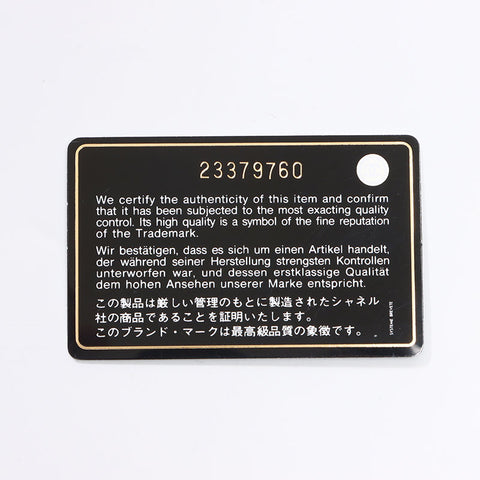 23379760
We certify the authenticity of this item and confirm
that it has been subjected to the most exacting quality
control. Its high quality is a symbol of the fine reputation
of the Trademark.
Wir bestätigen, dass es sich um einen Artikel handelt,
der während seiner Herstellung strengsten Kontrollen
unterworfen war, und dessen erstklassige Qualität
dem hohen Ansehen unserer Marke entspricht.
この製品は厳しい管理のもとに製造されたシャネル
社の商品であることを証明いたします。
このブランド・マークは最高級品質の象徴です。